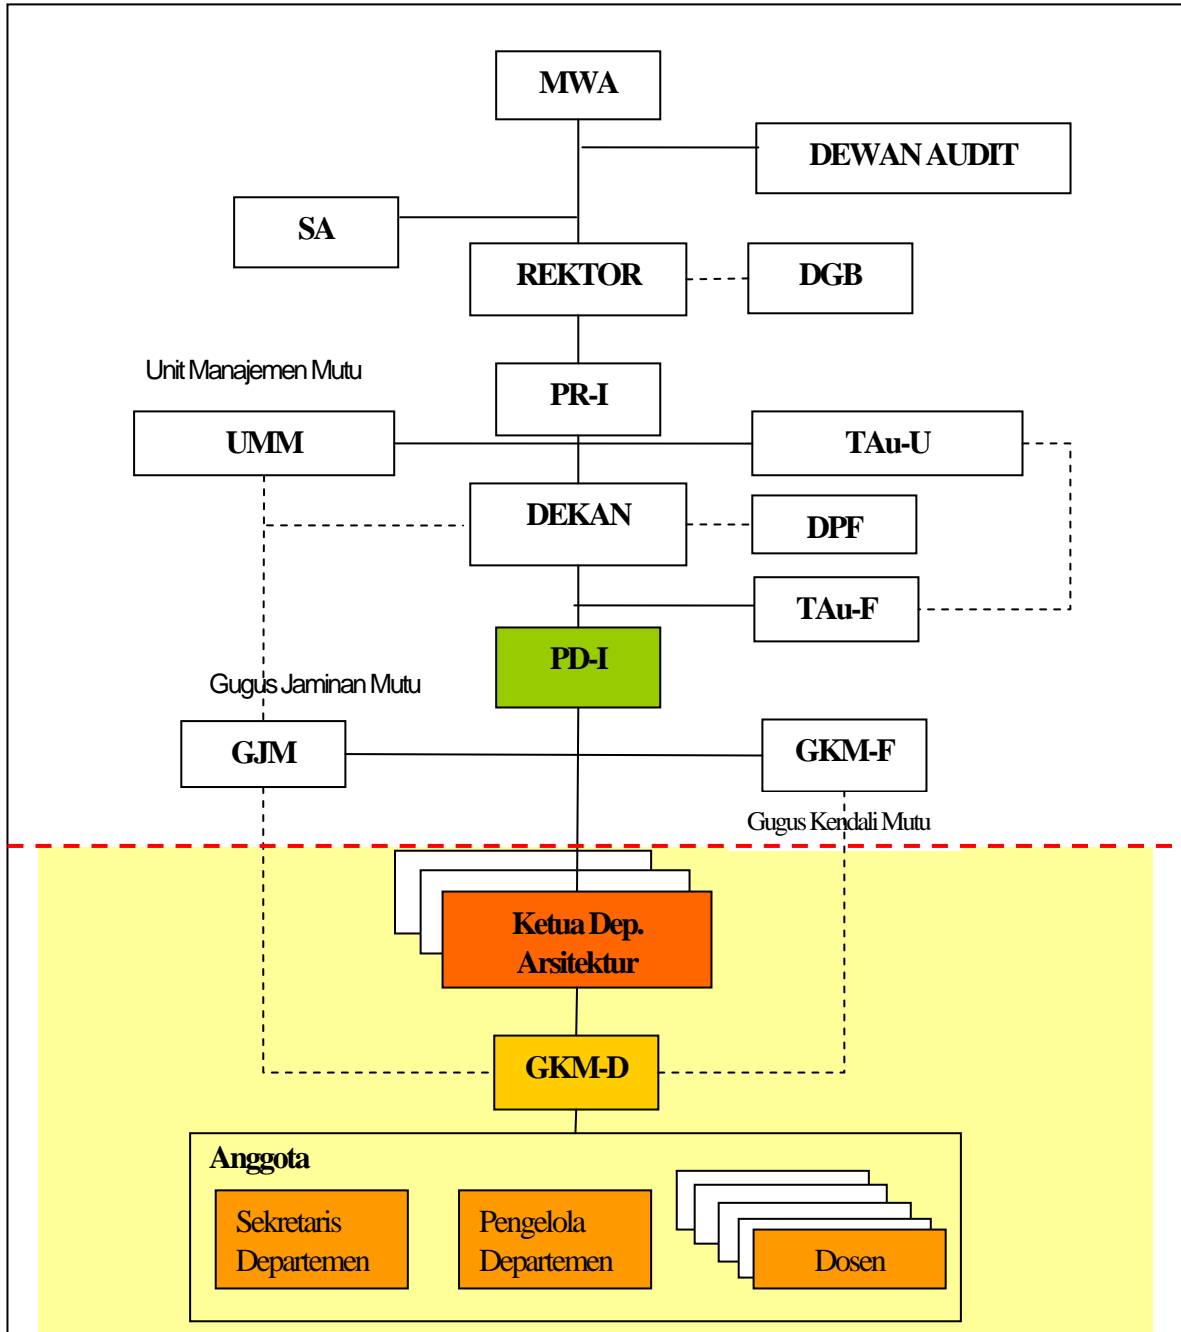 MWA
DEWAN AUDIT
SA
REKTOR
DGB
Unit Manajemen Mutu
PR-I
UMM
TAu-U
DEKAN
DPF
TAu-F
PD-I
Gugus Jaminan Mutu
GJM
GKM-F
Gugus Kendali Mutu
Ketua Dep.
Arsitektur
GKM-D
Anggota
Sekretaris
Departemen
Pengelola
Departemen
Dosen